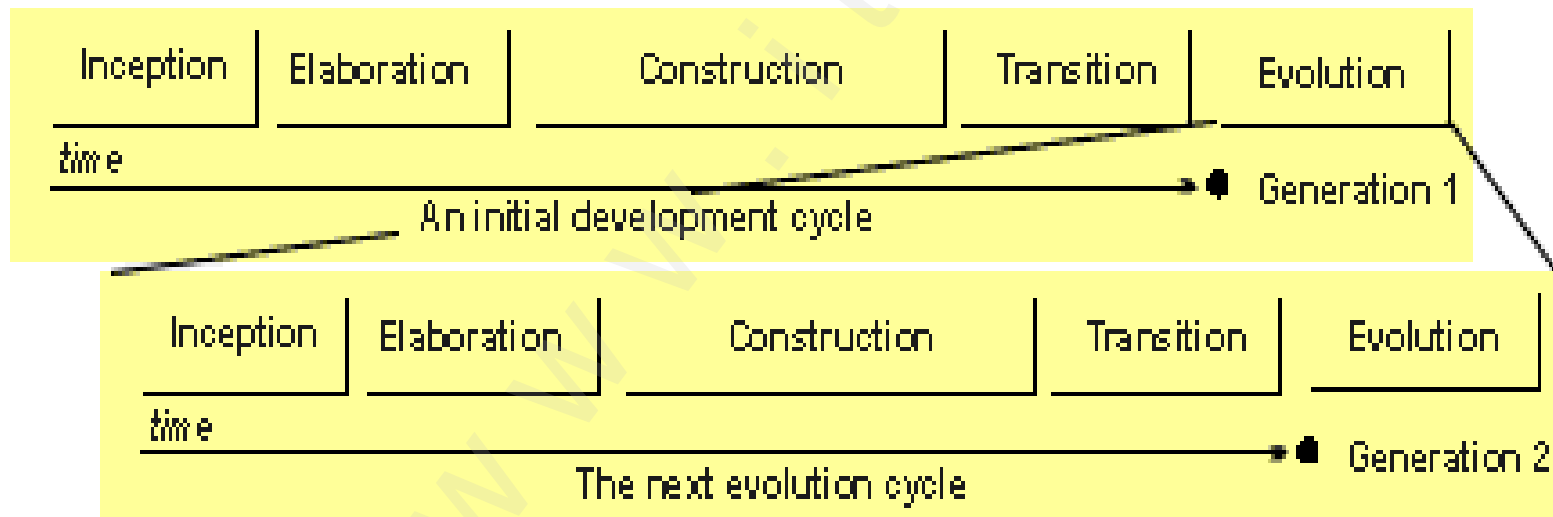 Inception Elaboration Construction Transition Evolution
time
Generation 1
An initial development cycle
Inception Elaboration Construction Transition Evolution
time
Generation 2
The next evolution cycle